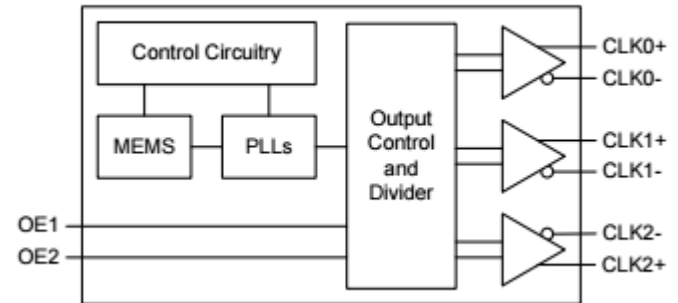 Control Circuitry
MEMS
PLLs
Output
Control
and
Divider
OE1
OE2
CLK0+
CLK0-
CLK1+
CLK1-
CLK2-
CLK2+